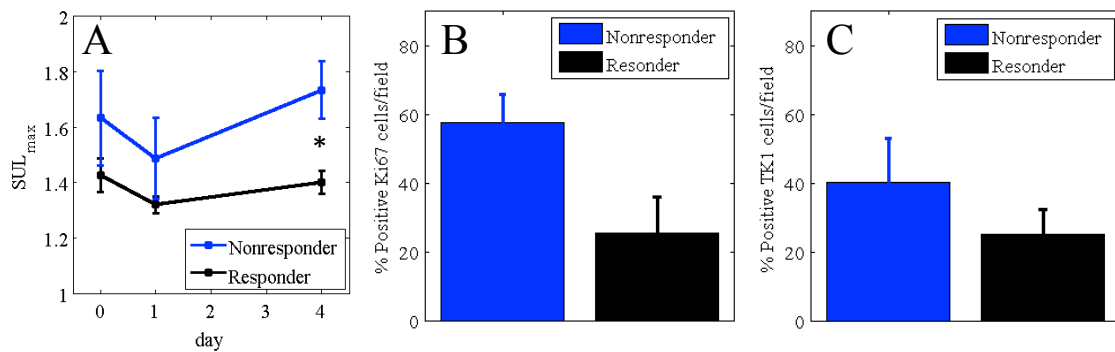 A
SULmax
2
1.8
1.6
1.4
1.2
1
*
Nonresponder
Responder
0
1
2
3
4
day
B
% Positive Ki67 cells/field
80
60
40
20
0
Nonresponder
Resonder
C
% Positive TK1 cells/field
80
60
40
20
0
Nonresponder
Resonder